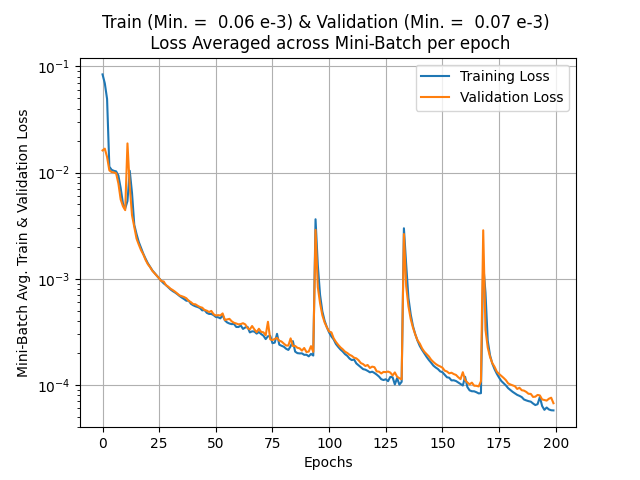 Train (Min. =  0.06 e-3) & Validation (Min. =  0.07 e-3)
Loss Averaged across Mini-Batch per epoch
Training Loss
Validation Loss
Mini-Batch Avg. Train & Validation Loss
10⁻¹
10⁻²
10⁻³
10⁻⁴
0 25 50 75 100 125 150 175 200
Epochs